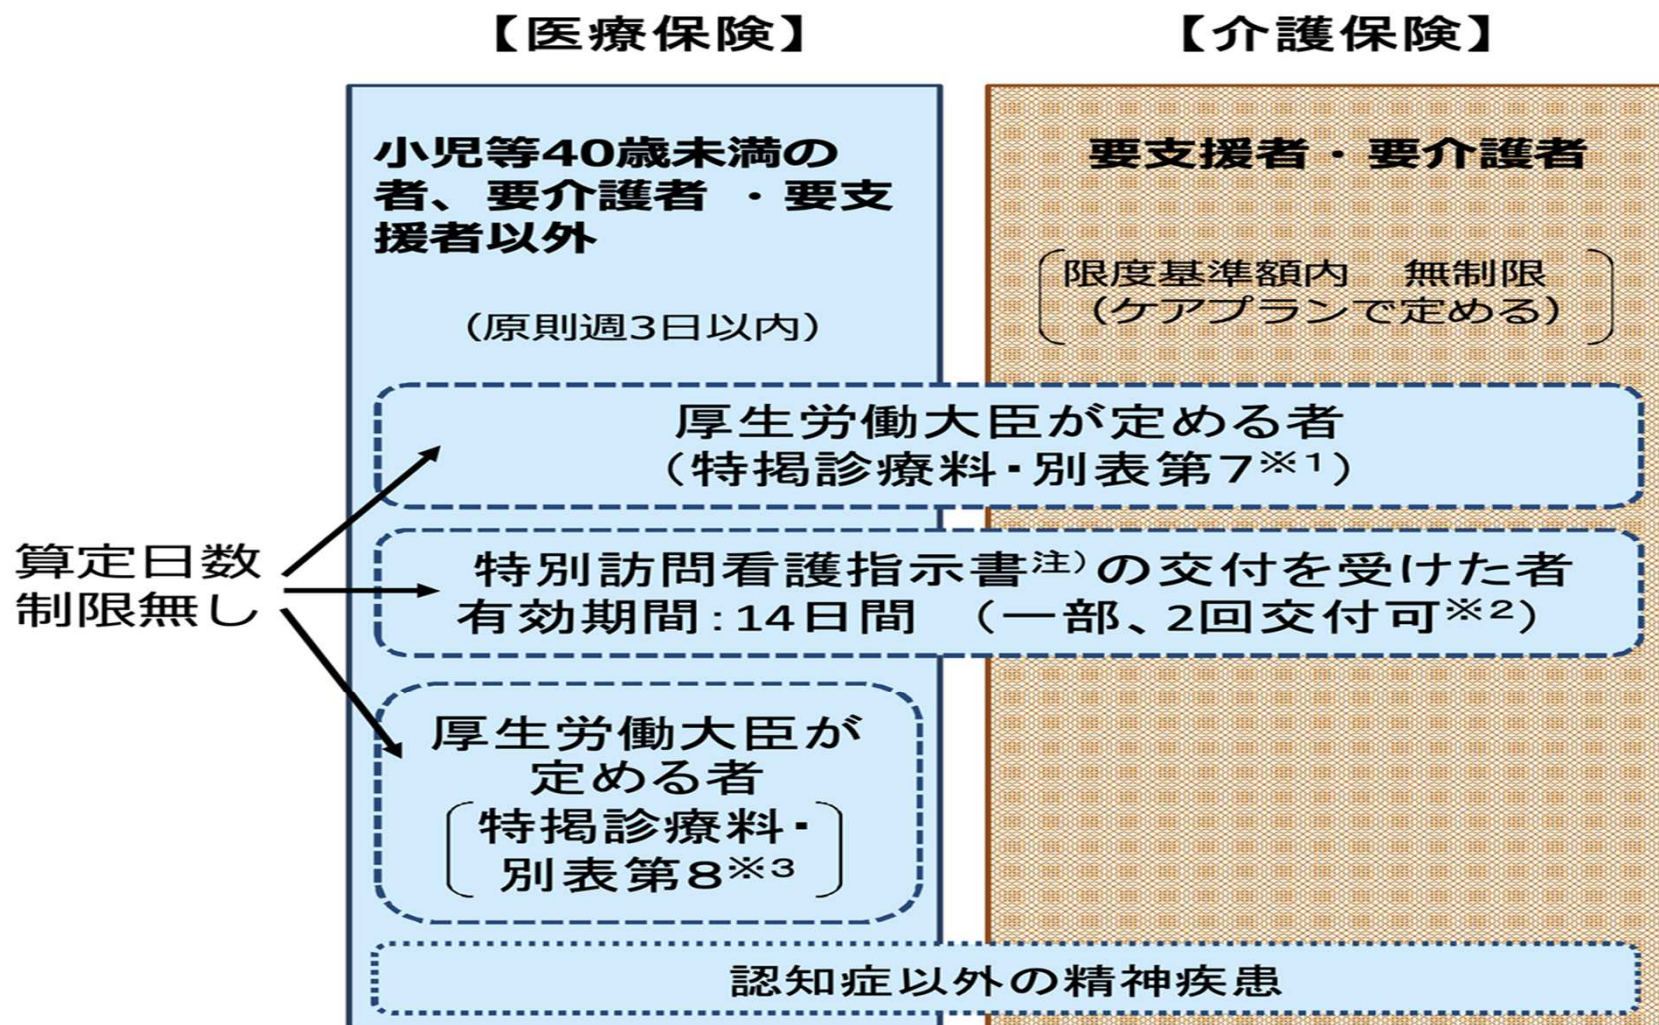 【医療保険】
【介護保険】
小児等40歳未満の
者、要介護者 ・要支
援者以外
（原則週3日以内）
要支援者・要介護者
限度基準額内　無制限
（ケアプランで定める）
厚生労働大臣が定める者
（特掲診療料・別表第7※1）
算定日数
制限無し
特別訪問看護指示書注）の交付を受けた者
有効期間：14日間　（一部、2回交付可※2）
厚生労働大臣が
定める者
特掲診療料・
別表第8※3
認知症以外の精神疾患